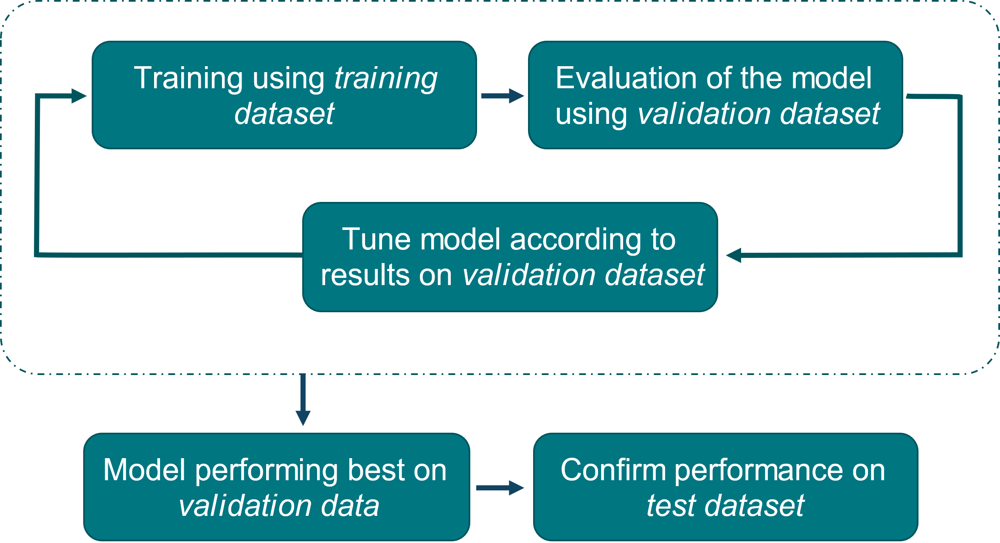 Training using training
dataset
Evaluation of the model
using validation dataset
Tune model according to
results on validation dataset
Model performing best on
validation data
Confirm performance on
test dataset